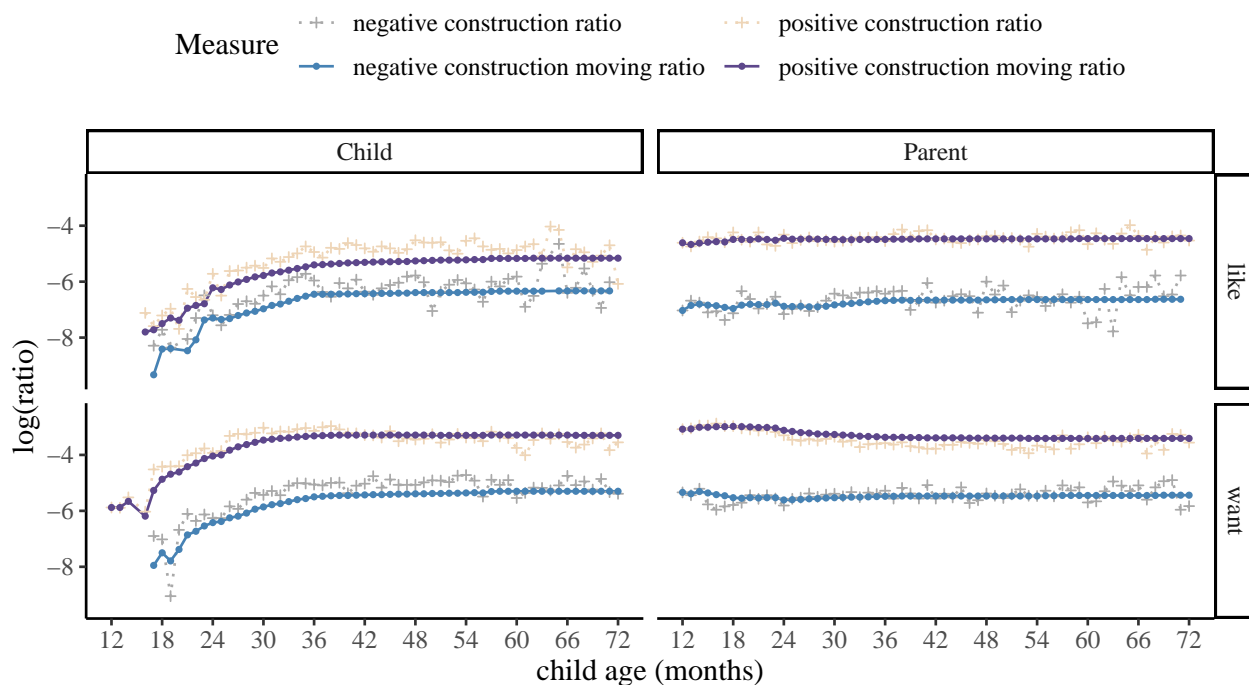 Measure
negative construction ratio
positive construction ratio
negative construction moving ratio
positive construction moving ratio
Child
Parent
like
want
log(ratio)
−4
−6
−8
−4
−6
−8
12 18 24 30 36 42 48 54 60 66 72
12 18 24 30 36 42 48 54 60 66 72
child age (months)